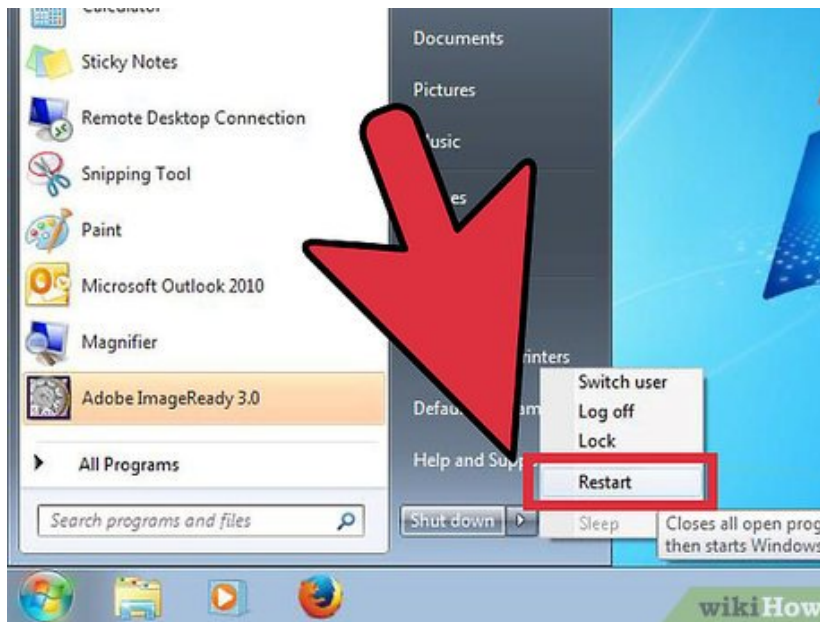 Calculator
Sticky Notes
Remote Desktop Connection
Snipping Tool
Paint
Microsoft Outlook 2010
Magnifier
Adobe ImageReady 3.0
All Programs
Search programs and files
Documents
Pictures
Music
Help and
Shut down
Switch user
Log off
Lock
Restart
Sleep
Closes all open prog
then starts Windows
wikiHow